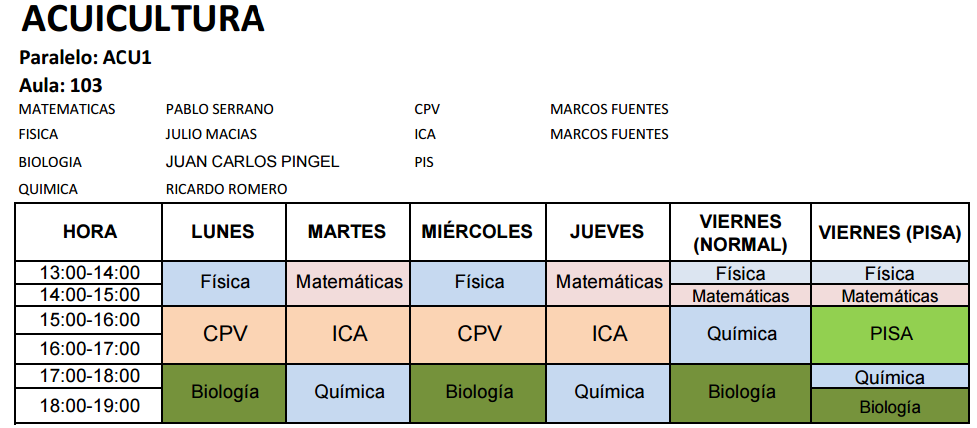 ACUICULTURA
Paralelo: ACU1
Aula: 103
MATEMATICAS PABLO SERRANO CPV MARCOS FUENTES
FISICA JULIO MACIAS ICA MARCOS FUENTES
BIOLOGIA JUAN CARLOS PINGEL PIS
QUIMICA RICARDO ROMERO
HORA LUNES MARTES MIÉRCOLES JUEVES VIERNES (NORMAL) VIERNES (PISA)
13:00-14:00 Física Matemáticas Física Matemáticas Física Física
14:00-15:00 Matemáticas Matemáticas
15:00-16:00 CPV ICA CPV ICA Química PISA
16:00-17:00
17:00-18:00 Biología Química Biología Química Biología Química
18:00-19:00 Biología